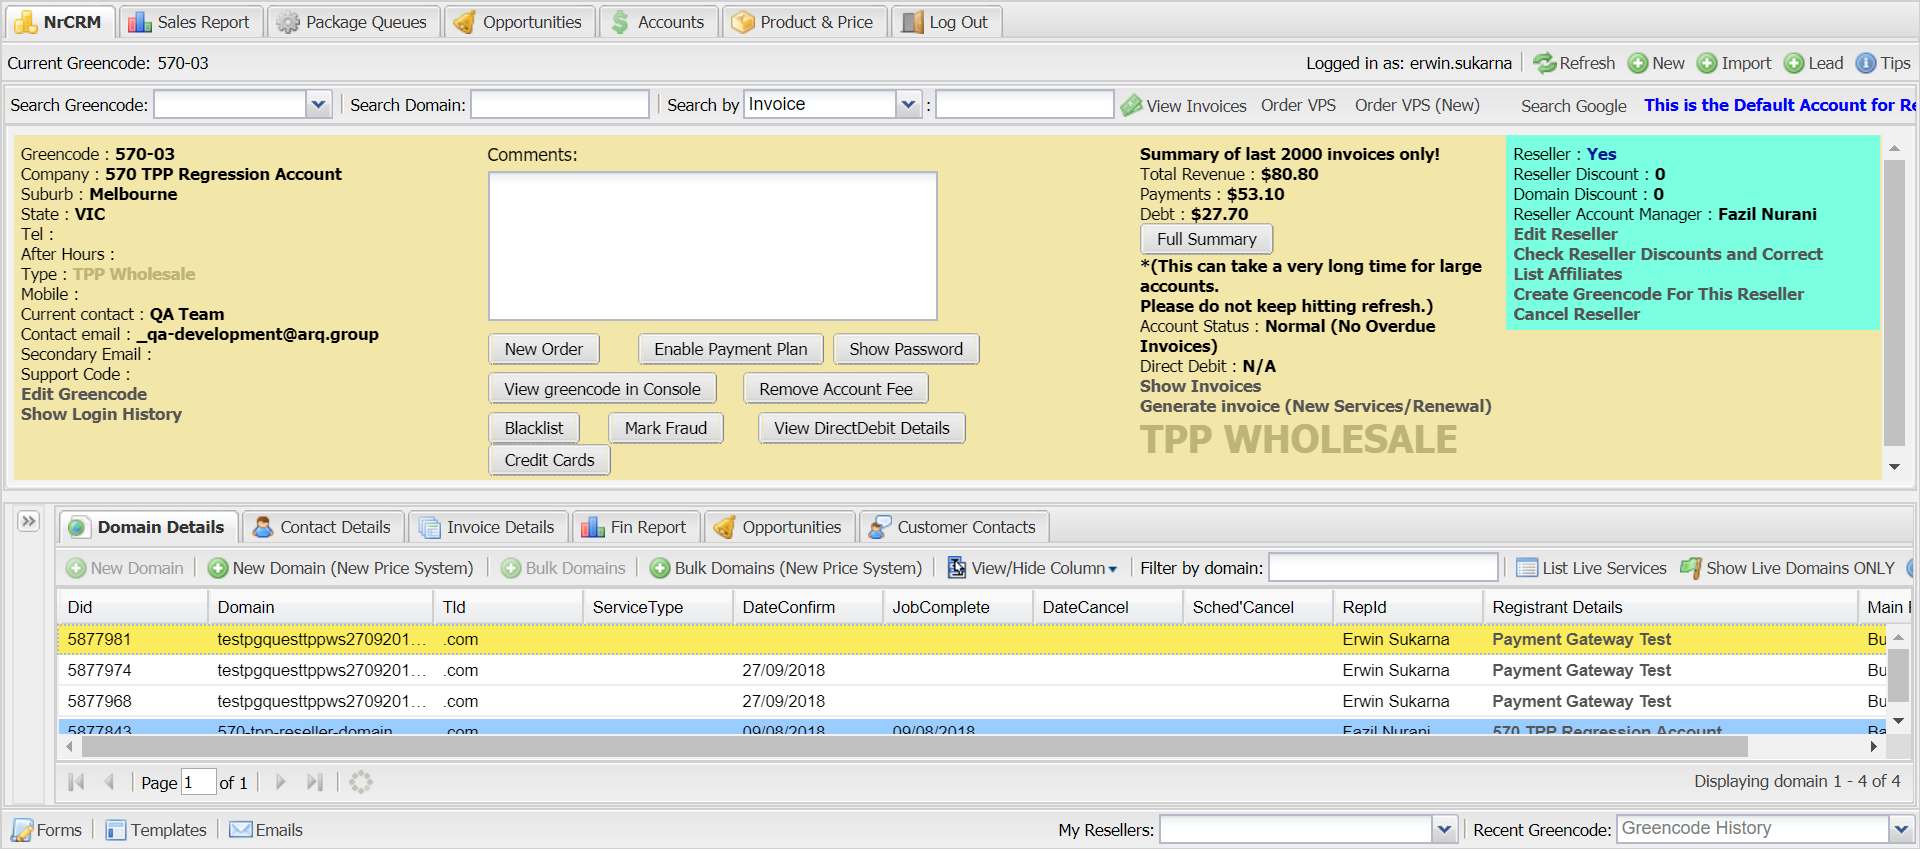 NrCRM Sales Report Package Queues Opportunities Accounts Product & Price Log Out
Current Greencode: 570-03 Logged in as: erwin.sukarna Refresh New Import Lead Tips
Search Greencode: Search Domain: Search by Invoice : View Invoices Order VPS Order VPS (New) Search Google This is the Default Account for Re
Greencode : 570-03
Company : 570 TPP Regression Account
Suburb : Melbourne
State : VIC
Tel :
After Hours :
Type : TPP Wholesale
Mobile :
Current contact : QA Team
Contact email : _qa-development@arq.group
Secondary Email :
Support Code :
Edit Greencode
Show Login History
Comments:
New Order Enable Payment Plan Show Password
View greencode in Console Remove Account Fee
Blacklist Mark Fraud View DirectDebit Details
Credit Cards
Summary of last 2000 invoices only!
Total Revenue : $80.80
Payments : $53.10
Debt : $27.70
Full Summary
*(This can take a very long time for large
accounts.
Please do not keep hitting refresh.)
Account Status : Normal (No Overdue
Invoices)
Direct Debit : N/A
Show Invoices
Generate invoice (New Services/Renewal)
TPP WHOLESALE
Reseller : Yes
Reseller Discount : 0
Domain Discount : 0
Reseller Account Manager : Fazil Nurani
Edit Reseller
Check Reseller Discounts and Correct
List Affiliates
Create Greencode For This Reseller
Cancel Reseller
Domain Details Contact Details Invoice Details Fin Report Opportunities Customer Contacts
New Domain New Domain (New Price System) Bulk Domains Bulk Domains (New Price System) View/Hide Column Filter by domain: List Live Services Show Live Domains ONLY
Did Domain Tld ServiceType DateConfirm JobComplete DateCancel Sched'Cancel RepId Registrant Details Main
5877981 testpgquesttppws2709201... .com Erwin Sukarna Payment Gateway Test Bu
5877974 testpgquesttppws2709201... .com 27/09/2018 Erwin Sukarna Payment Gateway Test Bu
5877968 testpgquesttppws2709201... .com 27/09/2018 Erwin Sukarna Payment Gateway Test Bu
5877843 570-tpp-reseller-domain .com 09/08/2018 09/08/2018 Fazil Nurani 570 TPP Regression Account Ba
Page 1 of 1 Displaying domain 1 - 4 of 4
Forms Templates Emails My Resellers: Recent Greencode: Greencode History